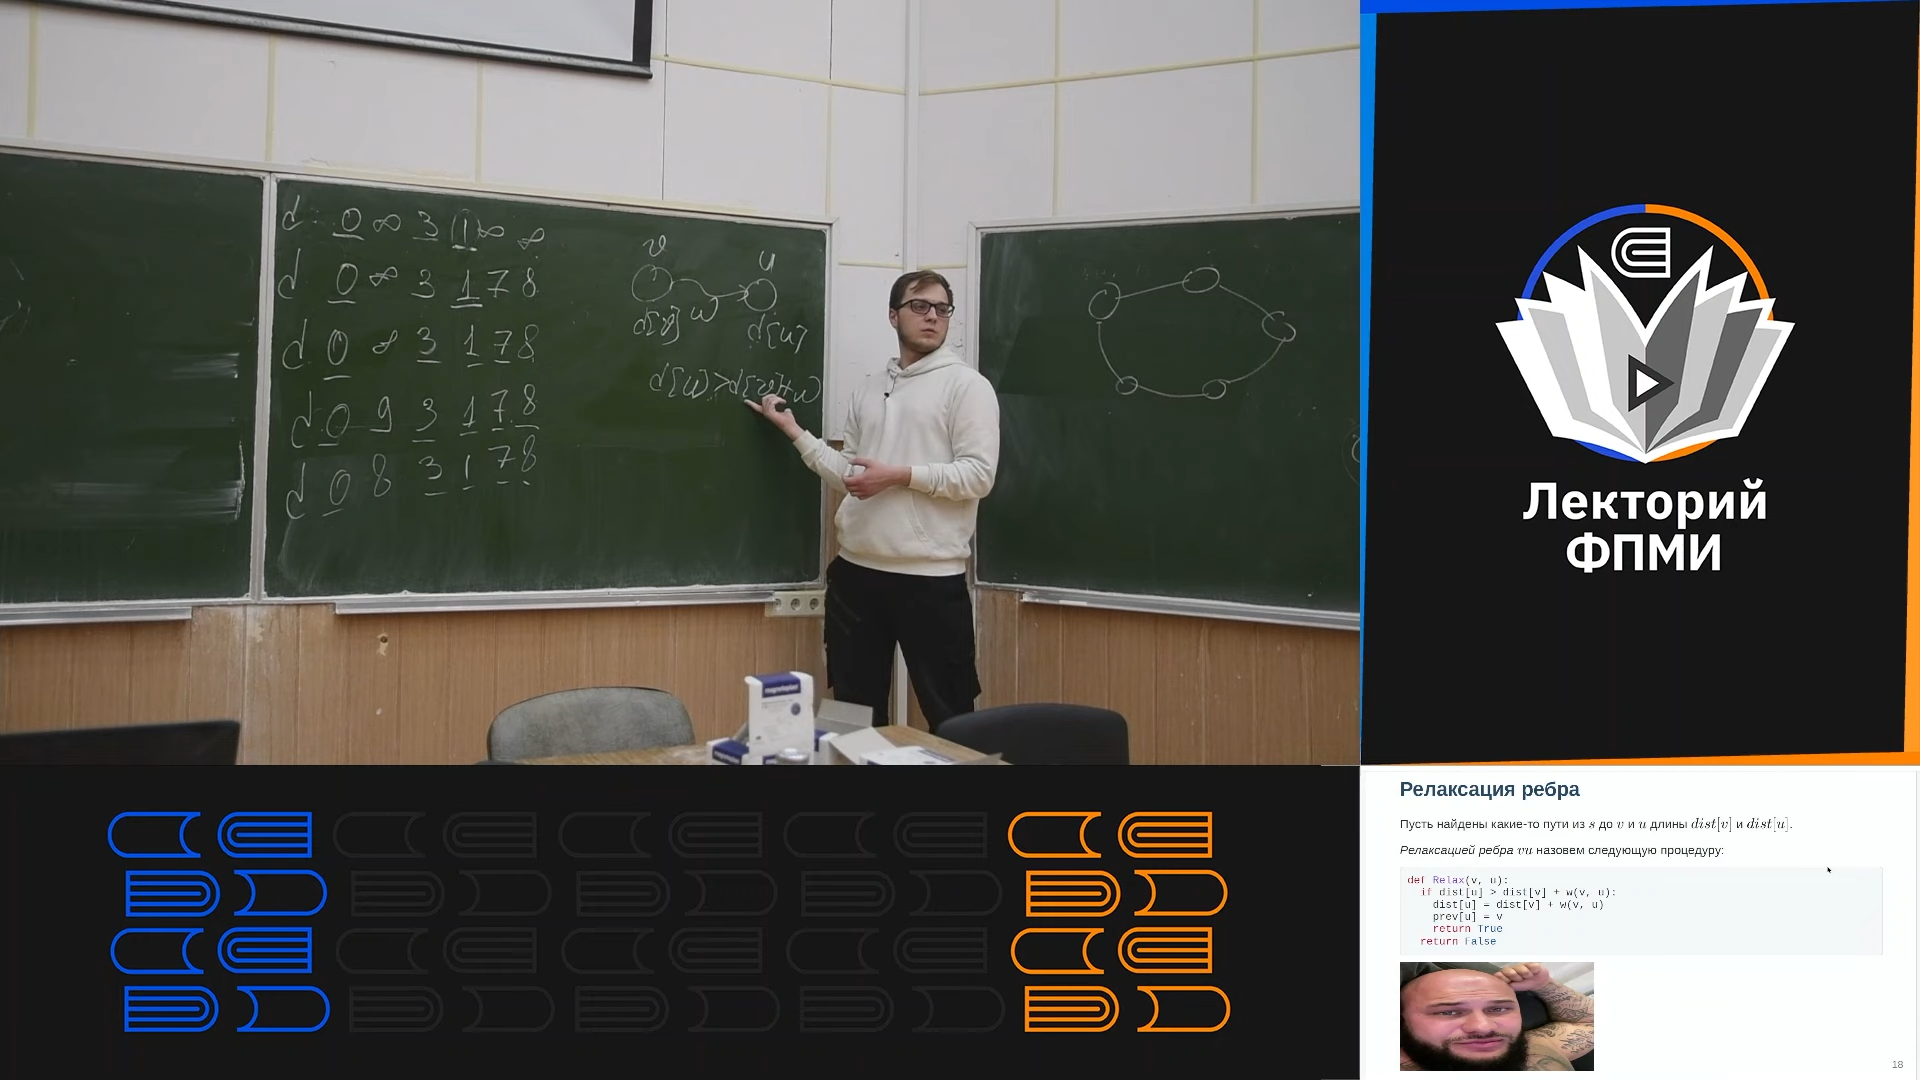 d: 0 ∞ 3 1 ∞ ∞
d 0 ∞ 3 1 7 8
d 0 ∞ 3 1 7 8
d 0 9 3 1 7 8
d 0 8 3 1 7 8
v
u
d[v] w
d[u]
d[u] > d[v]+w
Лекторий
ФПМИ
Релаксация ребра
Пусть найдены какие-то пути из s до v и u длины dist[v] и dist[u].
Релаксацией ребра vu назовем следующую процедуру:
def Relax(v, u):
if dist[u] > dist[v] + w(v, u):
dist[u] = dist[v] + w(v, u)
prev[u] = v
return True
return False
18